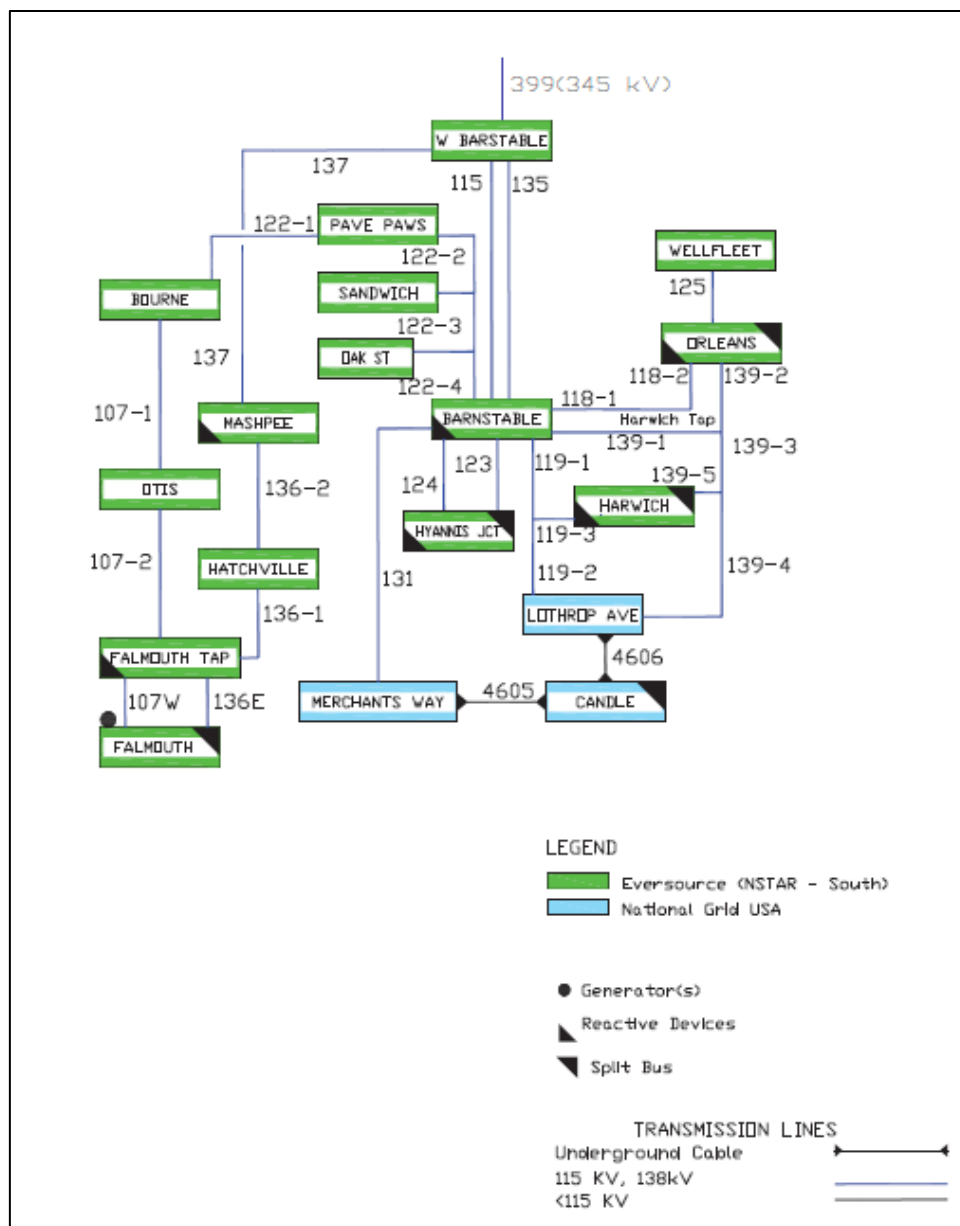 399(345 kV)
W BARSTABLE
137
115
135
122-1
PAVE PAWS
122-2
WELLFLEET
125
BOURNE
SANDWICH
122-3
ORLEANS
137
OAK ST
118-2
139-2
122-4
118-1
107-1
MASHPEE
BARNSTABLE
Harwich Tap
139-1
139-3
123
119-1
124
139-5
136-2
OTIS
HARWICH
HYANNIS JCT
119-3
107-2
HATCHVILLE
131
119-2
139-4
136-1
LOTHROP AVE
FALMOUTH TAP
4606
107W
136E
MERCHANTS WAY
4605
CANDLE
FALMOUTH
LEGEND
Eversource (NSTAR - South)
National Grid USA
Generator(s)
Reactive Devices
Split Bus
TRANSMISSION LINES
Underground Cable
115 KV, 138kV
<115 KV